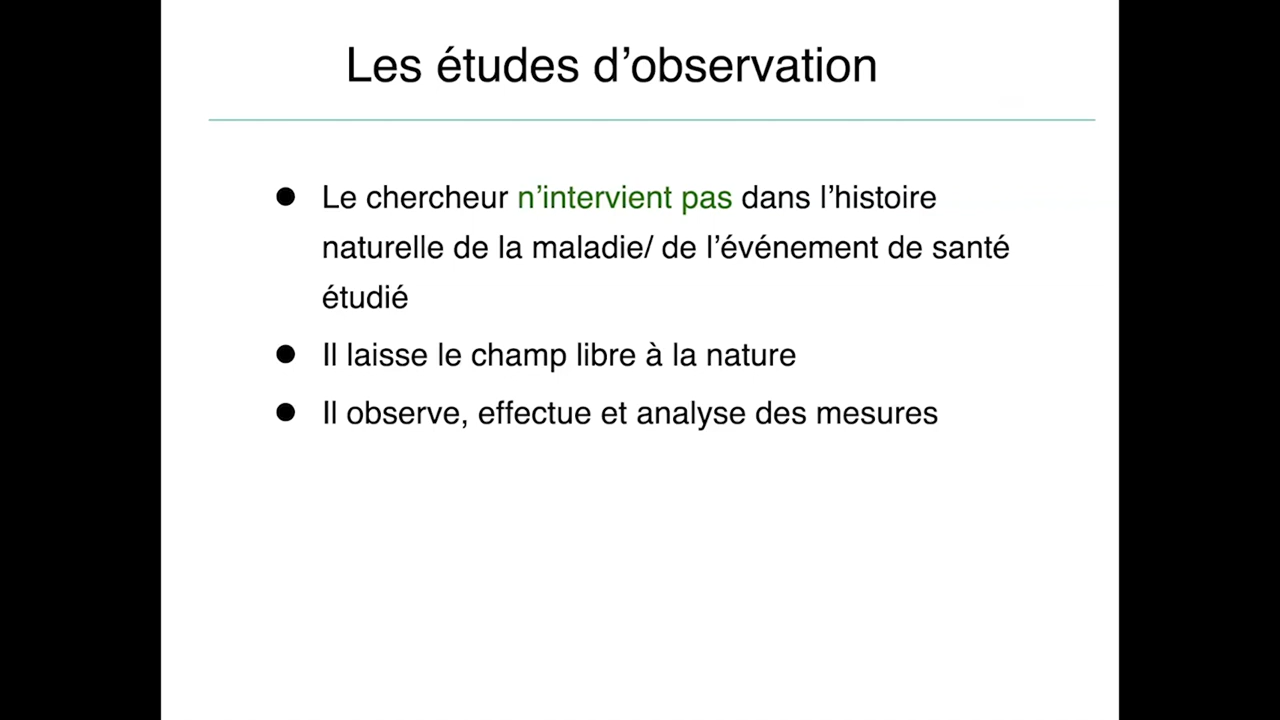 Les études d’observation
● Le chercheur n’intervient pas dans l’histoire
naturelle de la maladie/ de l’événement de santé
étudié
● Il laisse le champ libre à la nature
● Il observe, effectue et analyse des mesures